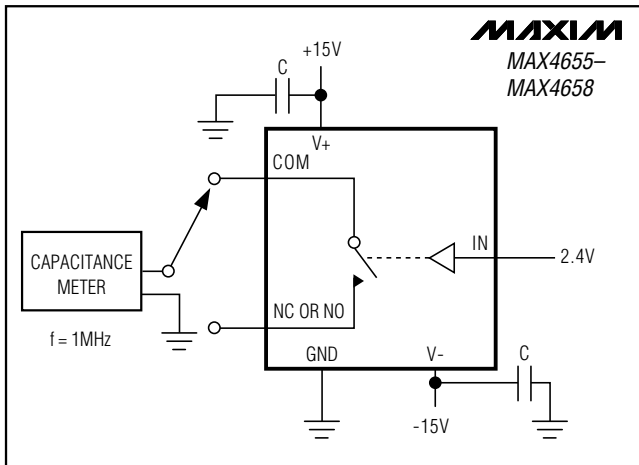 MAXIM
MAX4655–
MAX4658
+15V
C
V+
COM
IN
2.4V
CAPACITANCE
METER
NC OR NO
f = 1MHz
GND
V-
C
-15V